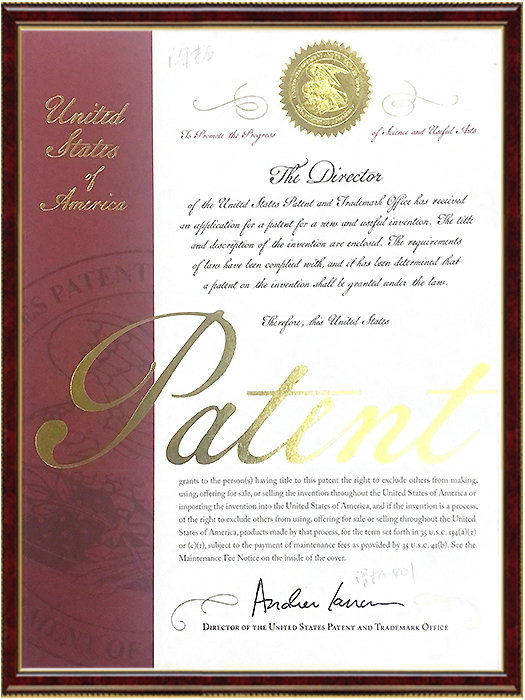 United
States
of
America
To Promote the Progress
of Science and Useful Arts
The Director
of the United States Patent and Trademark Office has received
an application for a patent for a new and useful invention. The title
and description of the invention are enclosed. The requirements
of law have been complied with, and it has been determined that
a patent on the invention shall be granted under the law.
Therefore, this United States
Patent
grants to the person(s) having title to this patent the right to exclude others from making,
using, offering for sale, or selling the invention throughout the United States of America or
importing the invention into the United States of America, and if the invention is a process,
of the right to exclude others from using, offering for sale or selling throughout the United
States of America, products made by that process, for the term set forth in 35 U.S.C. 154(a)(2)
or (c)(1), subject to the payment of maintenance fees as provided by 35 U.S.C. 41(b). See the
Maintenance Fee Notice on the inside of the cover.
401
DIRECTOR OF THE UNITED STATES PATENT AND TRADEMARK OFFICE